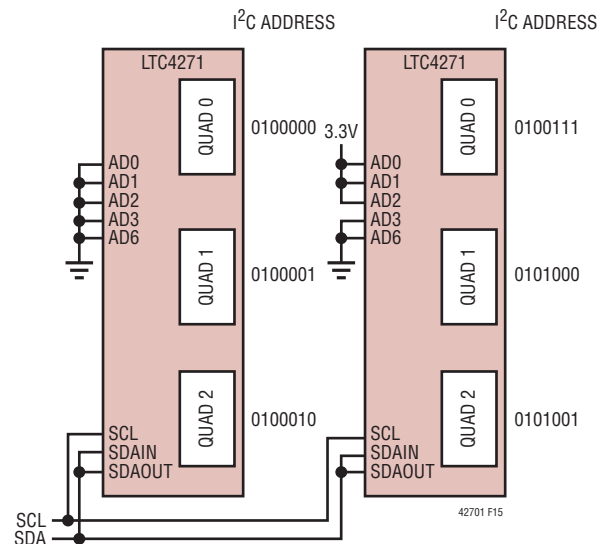 I²C ADDRESS
LTC4271
QUAD 0
0100000
AD0
AD1
AD2
AD3
AD6
QUAD 1
0100001
QUAD 2
0100010
SCL
SDAIN
SDAOUT
I²C ADDRESS
LTC4271
3.3V
QUAD 0
0100111
AD0
AD1
AD2
AD3
AD6
QUAD 1
0101000
QUAD 2
0101001
SCL
SDAIN
SDAOUT
SCL
SDA
42701 F15